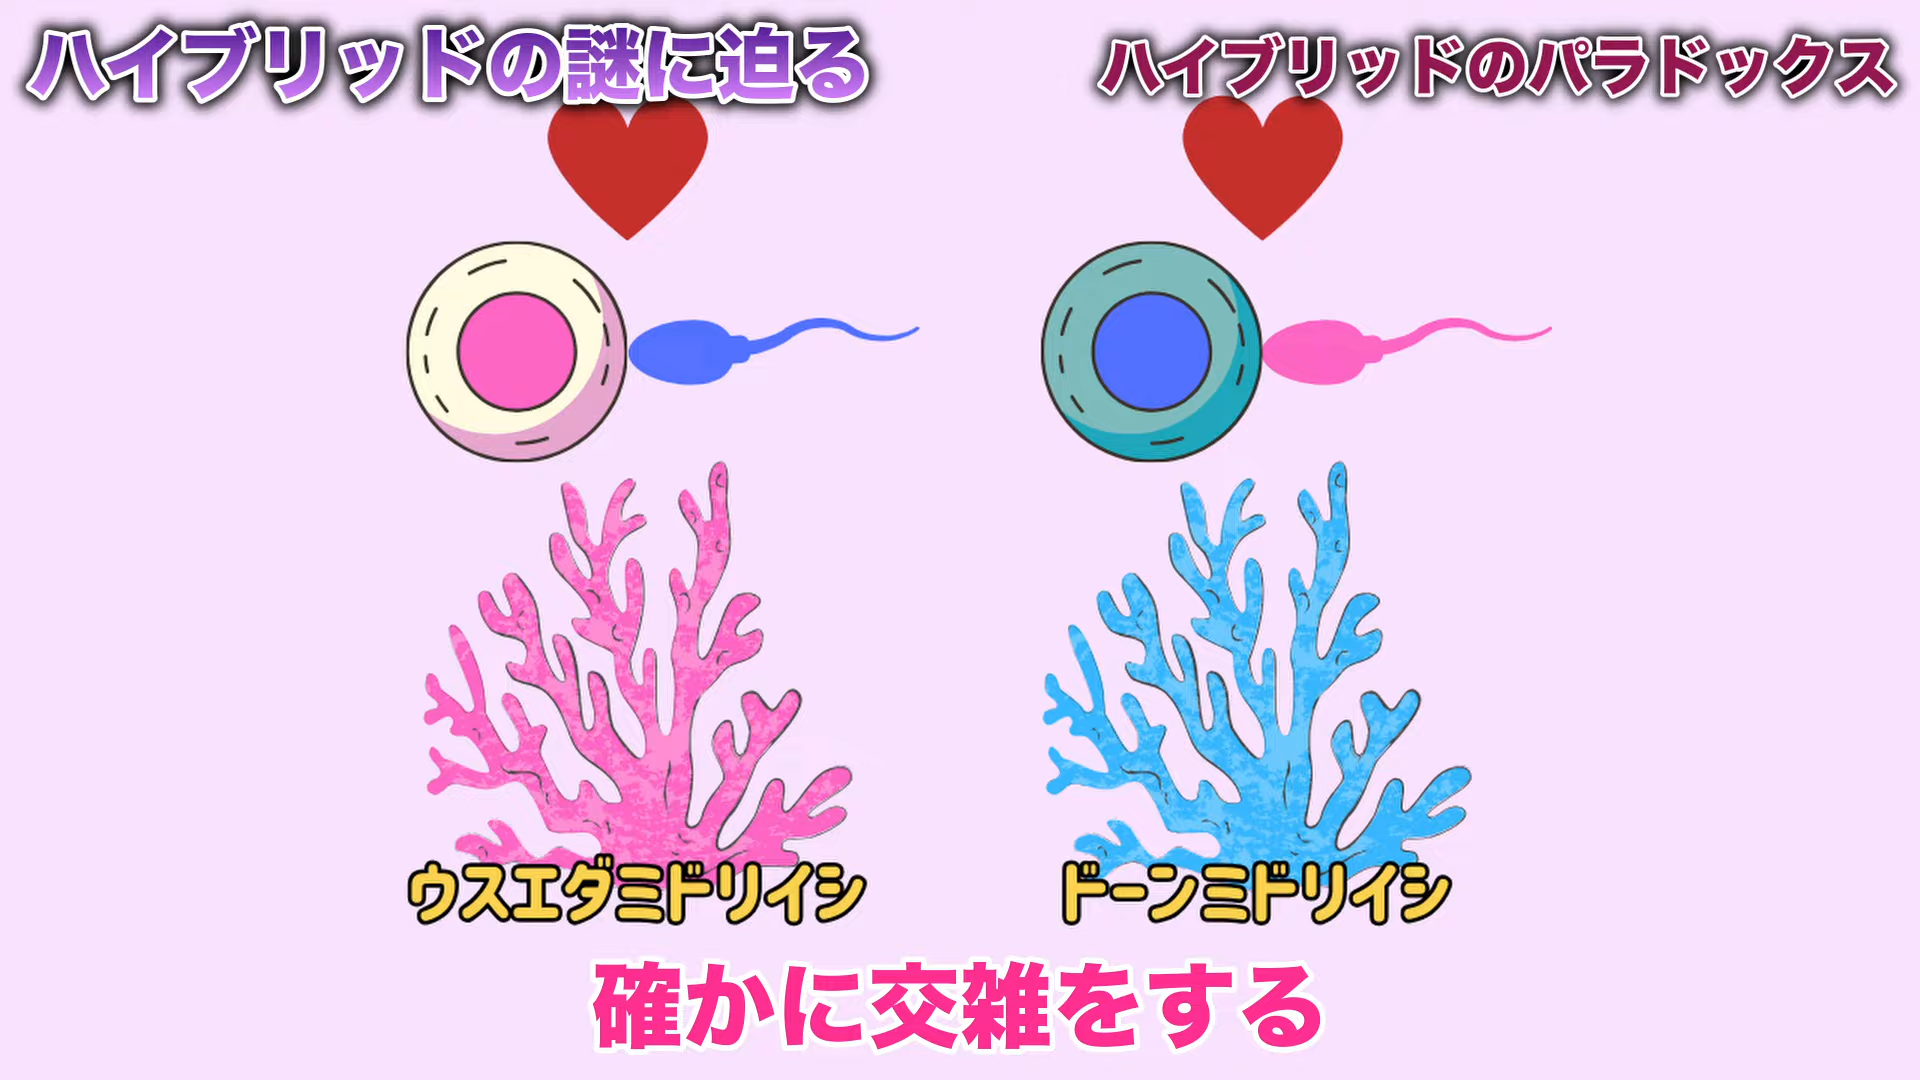 ハイブリッドの謎に迫る
ハイブリッドのパラドックス
ウスエダミドリイシ
ドーンミドリイシ
確かに交雑をする